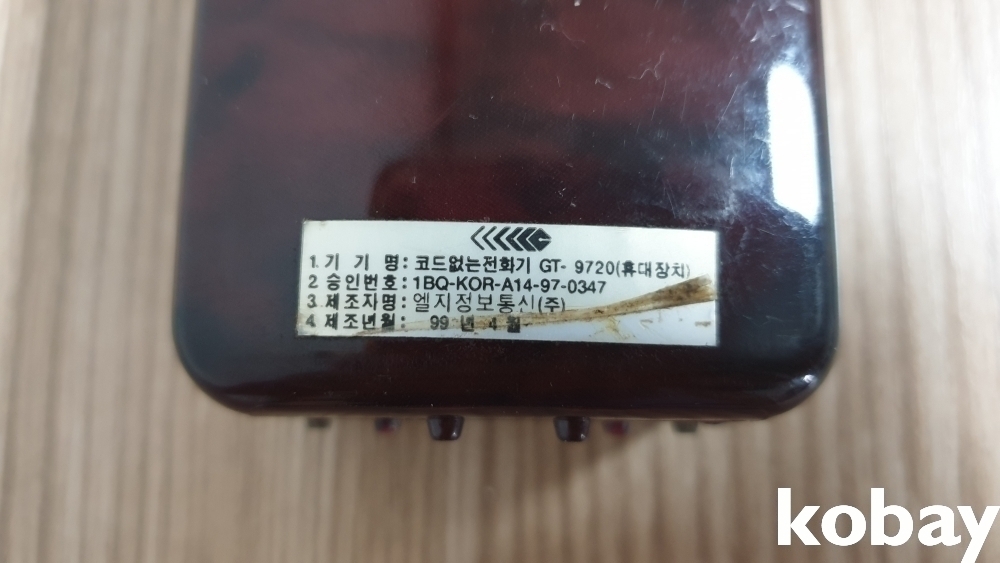 1. 기 기 명 : 코드없는전화기 GT- 9720(휴대장치)
2. 승인번호 : 1BQ-KOR-A14-97-0347
3. 제조자명 : 엘지정보통신(주)
4. 제조년월 : 99 년 4 월
kobay